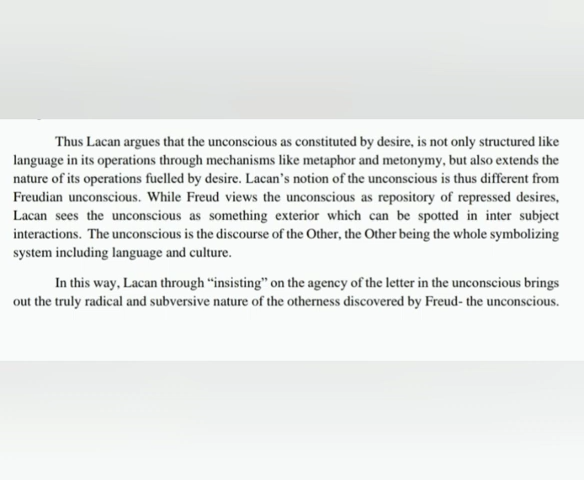 Thus Lacan argues that the unconscious as constituted by desire, is not only structured like
language in its operations through mechanisms like metaphor and metonymy, but also extends the
nature of its operations fuelled by desire. Lacan's notion of the unconscious is thus different from
Freudian unconscious. While Freud views the unconscious as repository of repressed desires,
Lacan sees the unconscious as something exterior which can be spotted in inter subject
interactions. The unconscious is the discourse of the Other, the Other being the whole symbolizing
system including language and culture.
In this way, Lacan through “insisting” on the agency of the letter in the unconscious brings
out the truly radical and subversive nature of the otherness discovered by Freud- the unconscious.